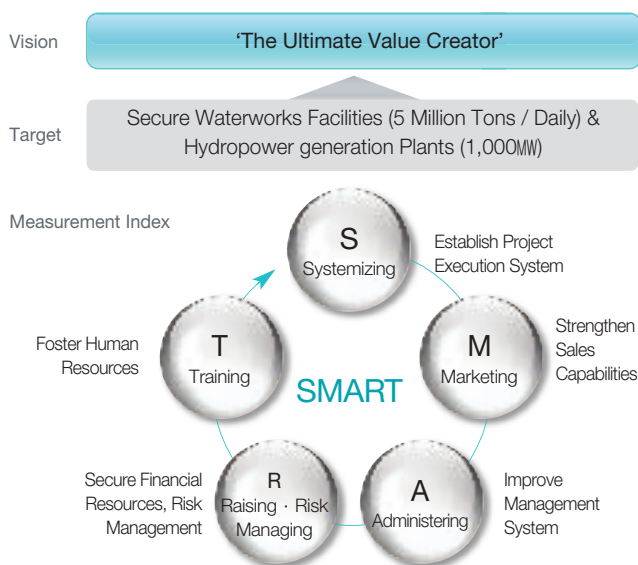 Vision
‘The Ultimate Value Creator’
Target
Secure Waterworks Facilities (5 Million Tons / Daily) &
Hydropower generation Plants (1,000㎿)
Measurement Index
S
Systemizing
Establish Project
Execution System
M
Marketing
Strengthen
Sales
Capabilities
A
Administering
Improve
Management
System
R
Raising · Risk
Managing
Secure Financial
Resources, Risk
Management
T
Training
Foster Human
Resources
SMART